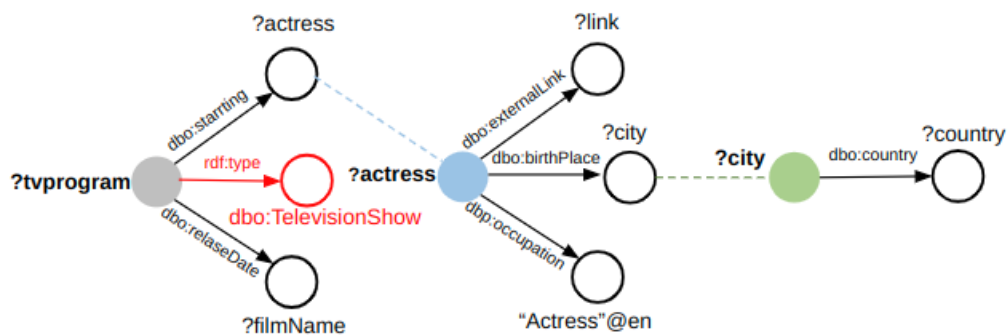 ?actress
?link
dbo:starrting
dbo:externalLink
?city
?country
rdf:type
dbo:birthPlace
?city
dbo:country
?tvprogram
?actress
dbo:TelevisionShow
dbo:relaseDate
dbp:occupation
?filmName
“Actress”@en